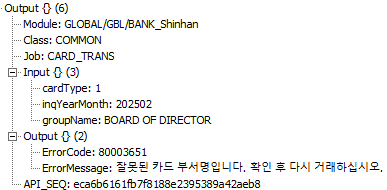 Output {} (6)
Module: GLOBAL/GBL/BANK_Shinhan
Class: COMMON
Job: CARD_TRANS
Input {} (3)
cardType: 1
inqYearMonth: 202502
groupName: BOARD OF DIRECTOR
Output {} (2)
ErrorCode: 80003651
ErrorMessage: 잘못된 카드 부서명입니다. 확인 후 다시 거래하십시오.
API_SEQ: eca6b6161fb7f8188e2395389a42aeb8